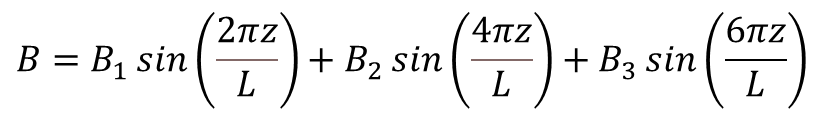 B = B₁ sin(2πz/L) + B₂ sin(4πz/L) + B₃ sin(6πz/L)